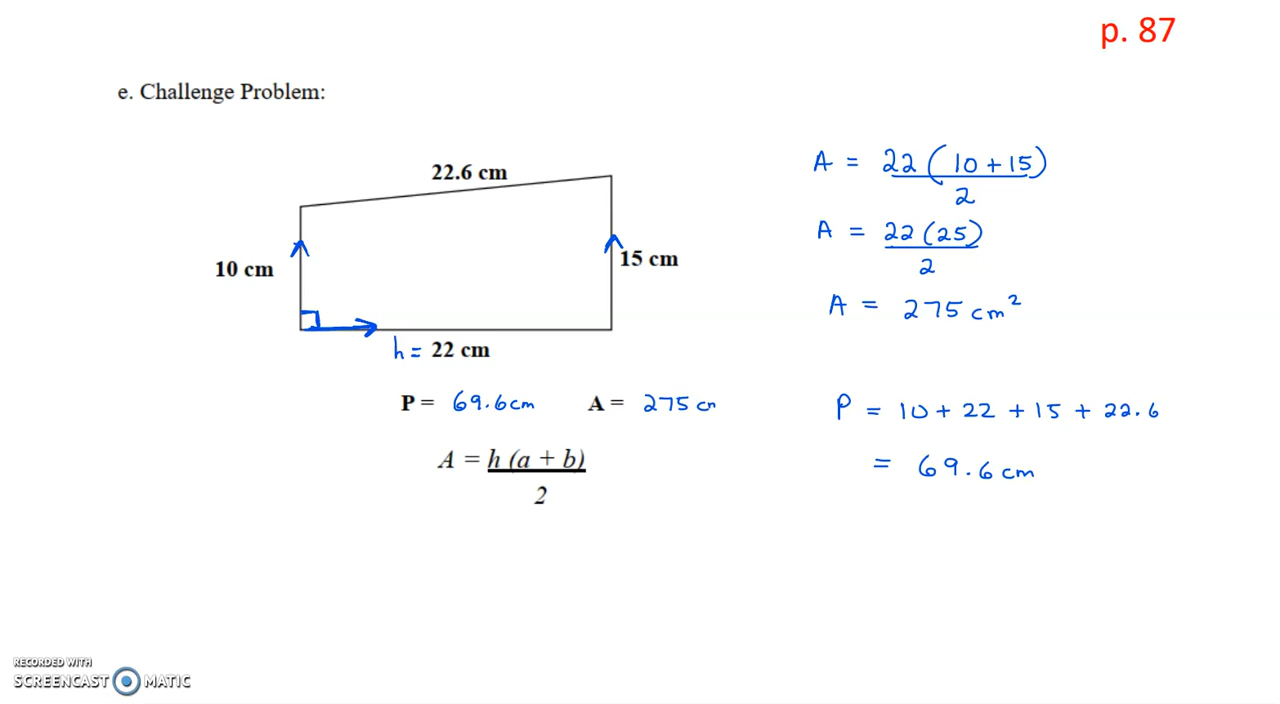 p. 87
e. Challenge Problem:
22.6 cm
10 cm
15 cm
h = 22 cm
P = 69.6cm A = 275 cm
A = h (a + b)
2
A = 22 (10 + 15)
2
A = 22 (25)
2
A = 275 cm²
P = 10 + 22 + 15 + 22.6
= 69.6 cm
RECORDED WITH
SCREENCAST MATIC